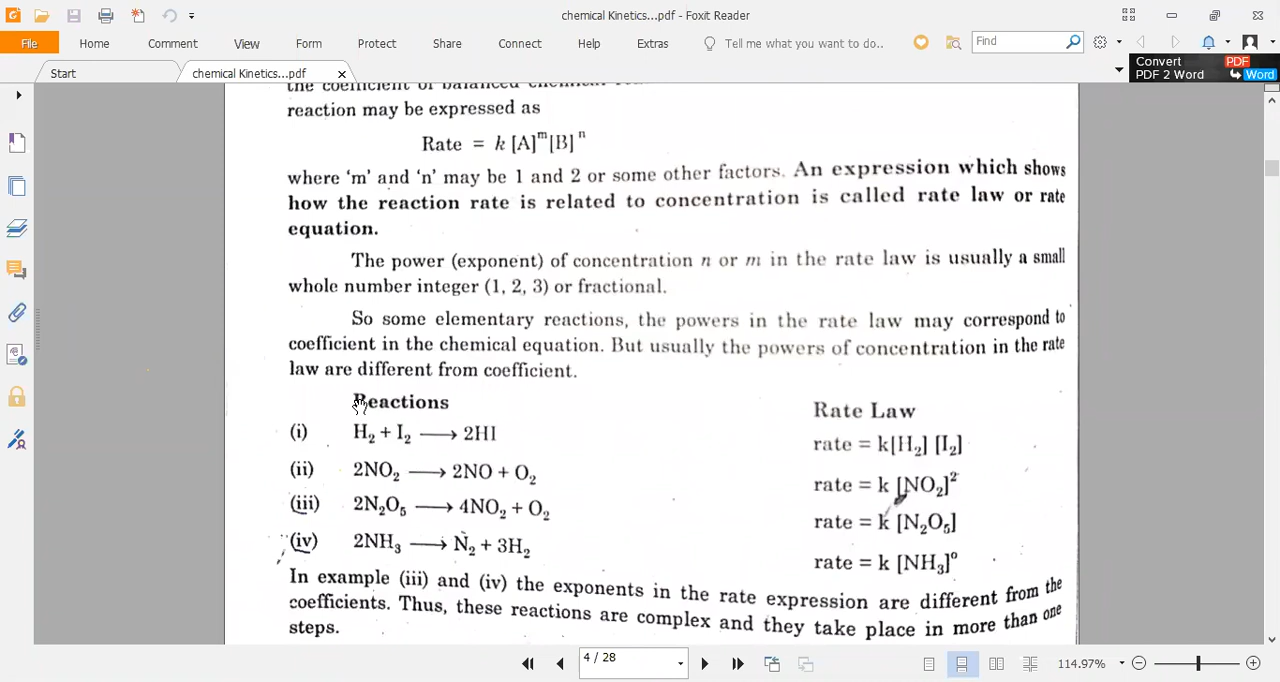 chemical Kinetics...pdf - Foxit Reader
File Home Comment View Form Protect Share Connect Help Extras Tell me what you want to do.. Find
Start chemical Kinetics...pdf
Convert PDF
PDF 2 Word Word
reaction may be expressed as
Rate = k [A]ᵐ[B]ⁿ
where 'm' and 'n' may be 1 and 2 or some other factors. An expression which shows
how the reaction rate is related to concentration is called rate law or rate
equation.
The power (exponent) of concentration n or m in the rate law is usually a small
whole number integer (1, 2, 3) or fractional.
So some elementary reactions, the powers in the rate law may correspond to
coefficient in the chemical equation. But usually the powers of concentration in the rate
law are different from coefficient.
Reactions Rate Law
(i) H₂ + I₂ ⟶ 2HI rate = k[H₂] [I₂]
(ii) 2NO₂ ⟶ 2NO + O₂ rate = k [NO₂]²
(iii) 2N₂O₅ ⟶ 4NO₂ + O₂ rate = k [N₂O₅]
(iv) 2NH₃ ⟶ N₂ + 3H₂ rate = k [NH₃]⁰
In example (iii) and (iv) the exponents in the rate expression are different from the
coefficients. Thus, these reactions are complex and they take place in more than one
steps.
4 / 28 114.97%